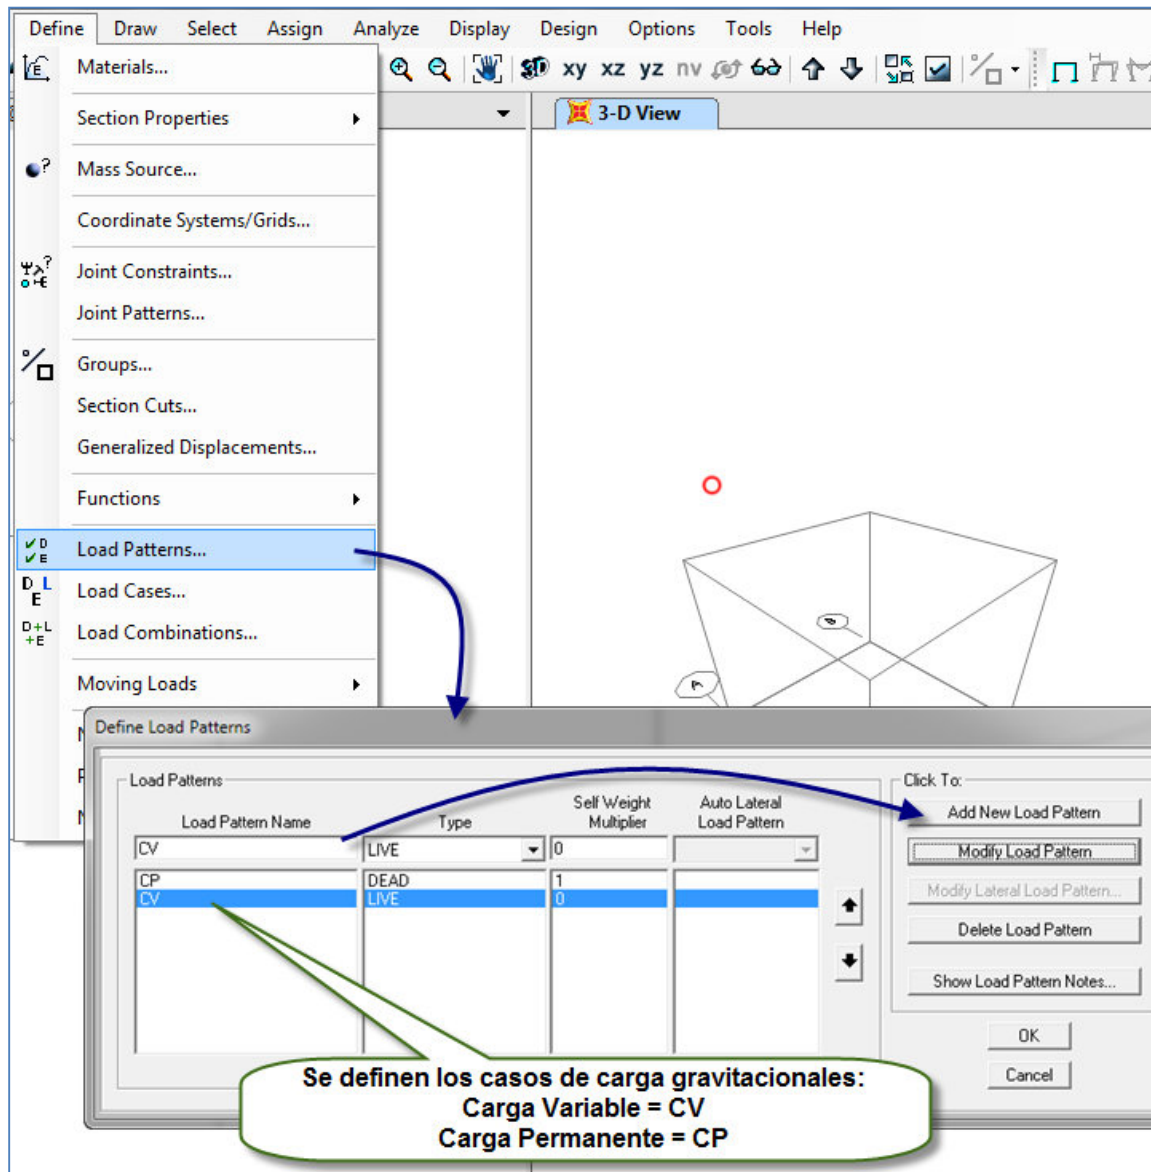 Define Draw Select Assign Analyze Display Design Options Tools Help
xy xz yz nv
3-D View
Materials...
Section Properties
Mass Source...
Coordinate Systems/Grids...
Joint Constraints...
Joint Patterns...
Groups...
Section Cuts...
Generalized Displacements...
Functions
Load Patterns...
Load Cases...
Load Combinations...
Moving Loads
Define Load Patterns
Load Patterns
Load Pattern Name Type Self Weight Multiplier Auto Lateral Load Pattern
CV LIVE 0
CP DEAD 1
CV LIVE 0
Click To:
Add New Load Pattern
Modify Load Pattern
Modify Lateral Load Pattern...
Delete Load Pattern
Show Load Pattern Notes...
OK
Cancel
Se definen los casos de carga gravitacionales:
Carga Variable = CV
Carga Permanente = CP